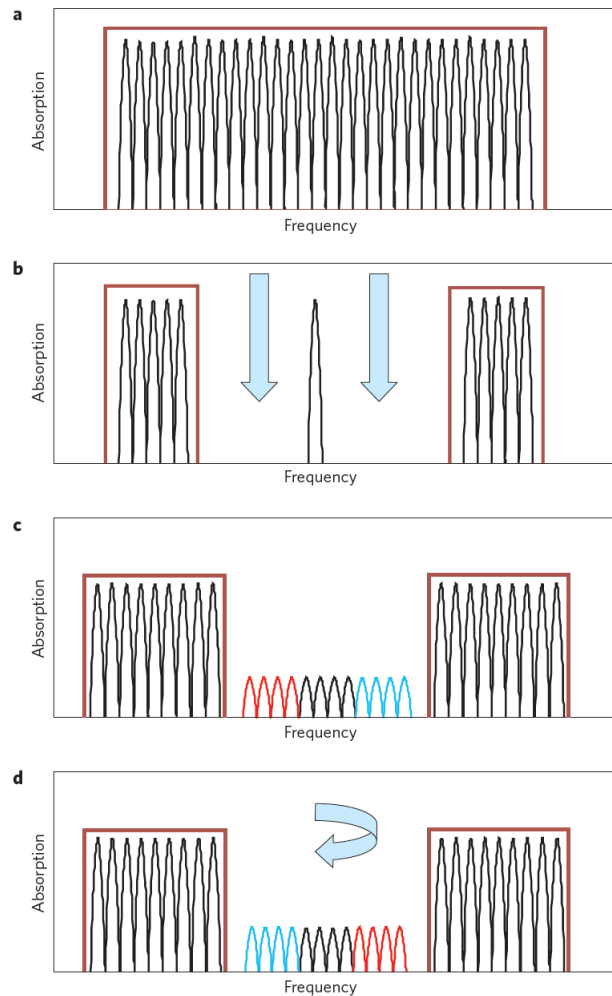 a
Absorption
Frequency
b
Absorption
Frequency
c
Absorption
Frequency
d
Absorption
Frequency